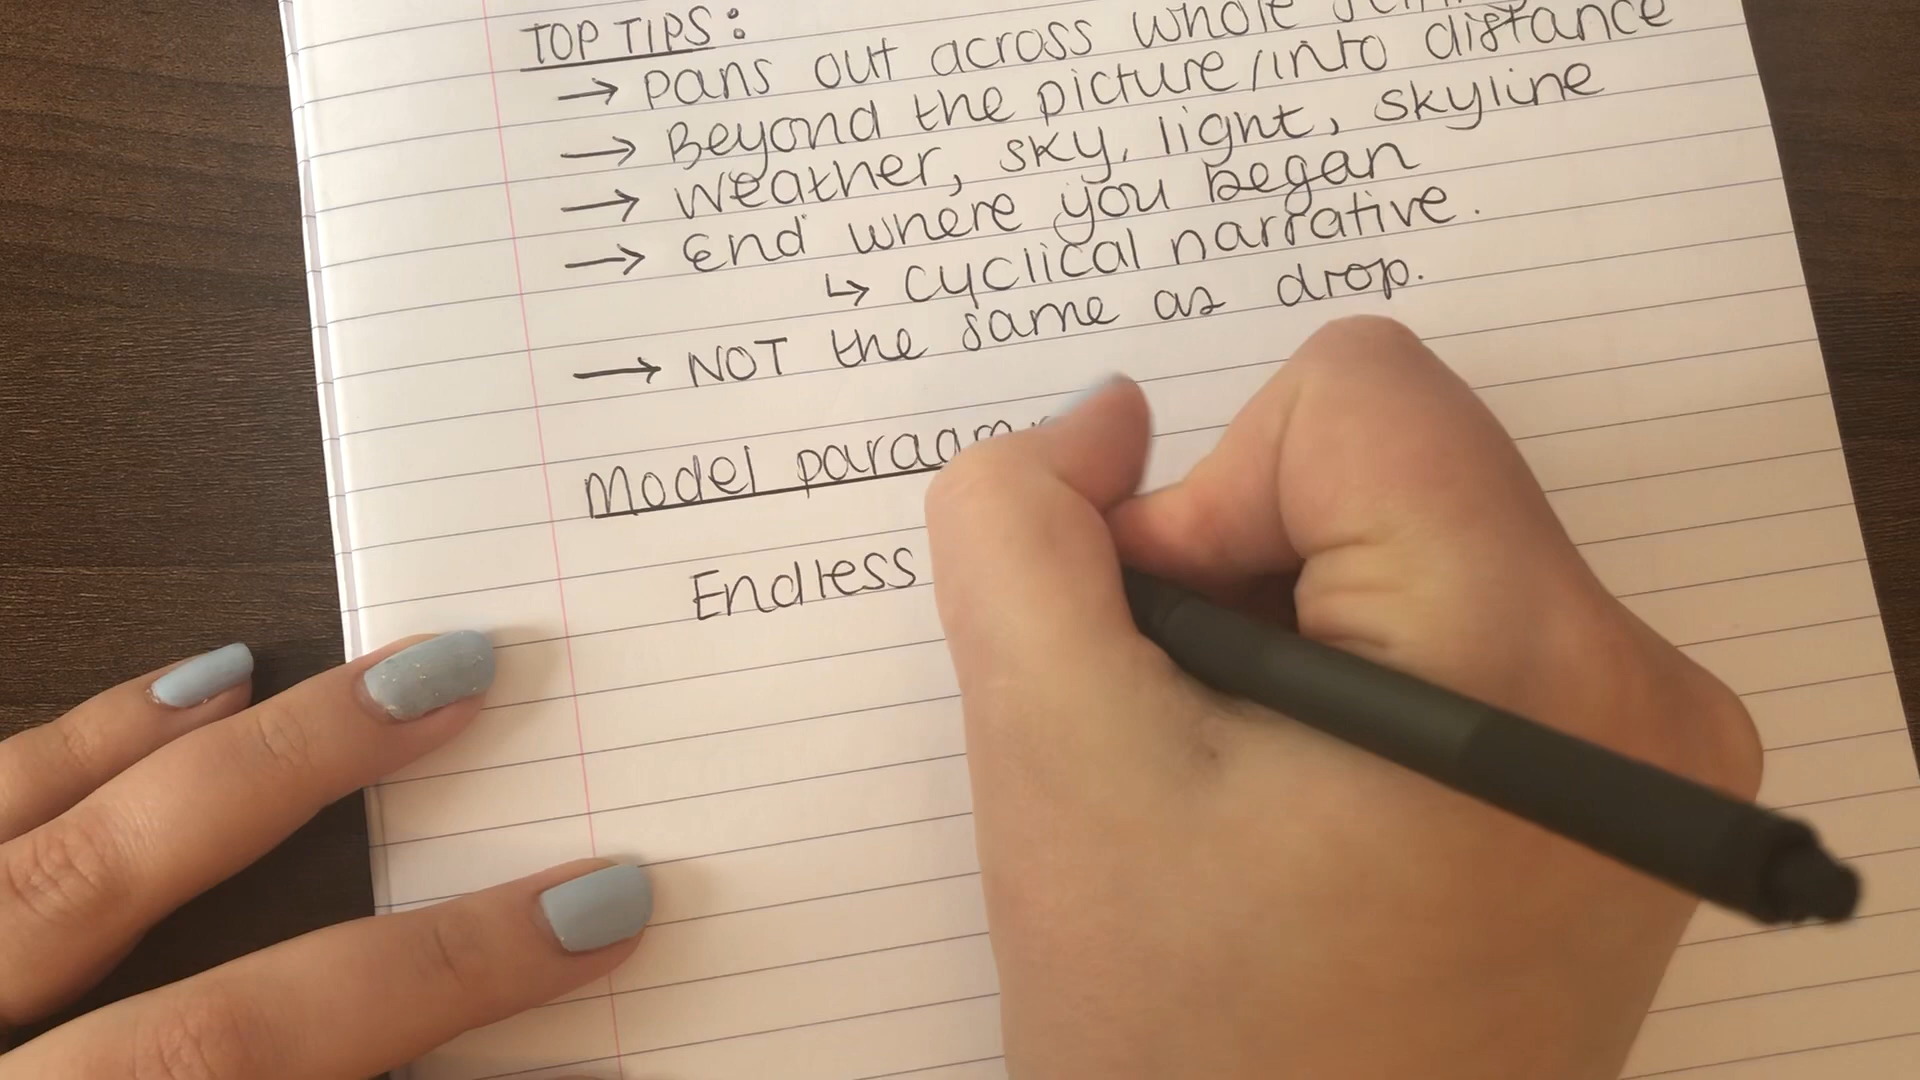 TOP TIPS:
→ pans out across whole
→ Beyond the picture/into distance
→ weather, sky, light, skyline
→ End where you began
↳ cyclical narrative.
→ NOT the same as drop.
Model
Endless